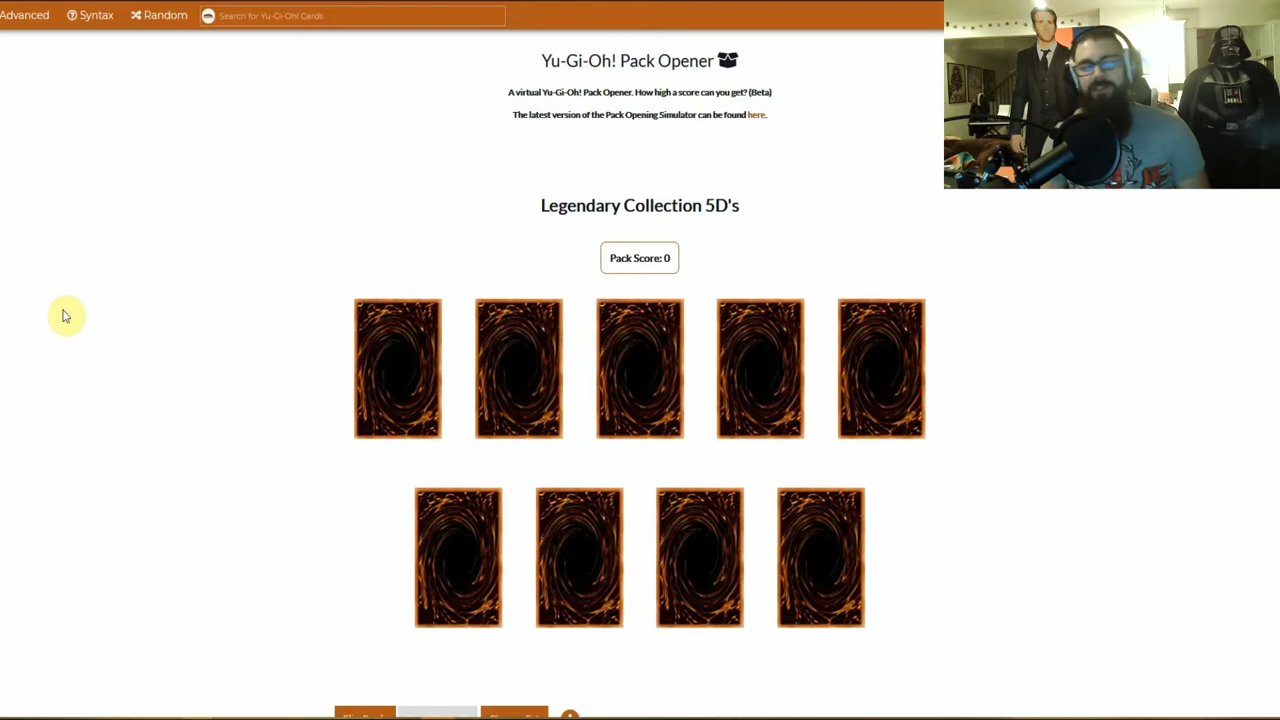 Advanced
Syntax
Random
Search for Yu-Gi-Oh! Cards
Yu-Gi-Oh! Pack Opener
A virtual Yu-Gi-Oh! Pack Opener. How high a score can you get? (Beta)
The latest version of the Pack Opening Simulator can be found here.
Legendary Collection 5D's
Pack Score: 0